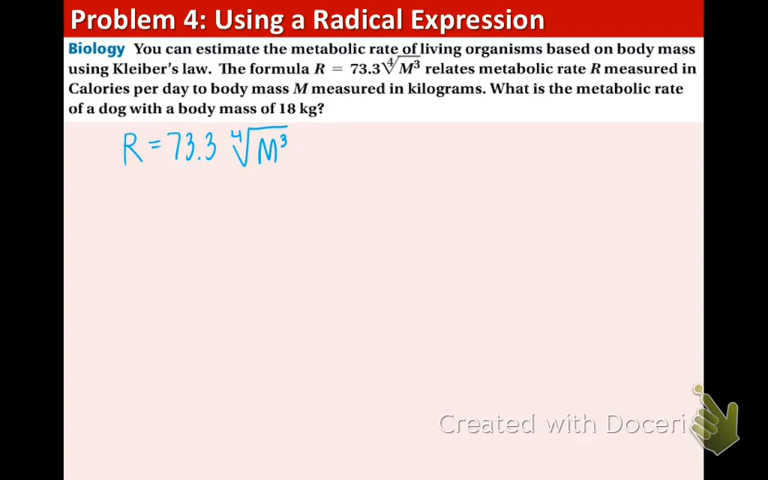 Problem 4: Using a Radical Expression
Biology You can estimate the metabolic rate of living organisms based on body mass
using Kleiber's law. The formula R = 73.3∜M³ relates metabolic rate R measured in
Calories per day to body mass M measured in kilograms. What is the metabolic rate
of a dog with a body mass of 18 kg?
R = 73.3 ∜M³
Created with Doceri